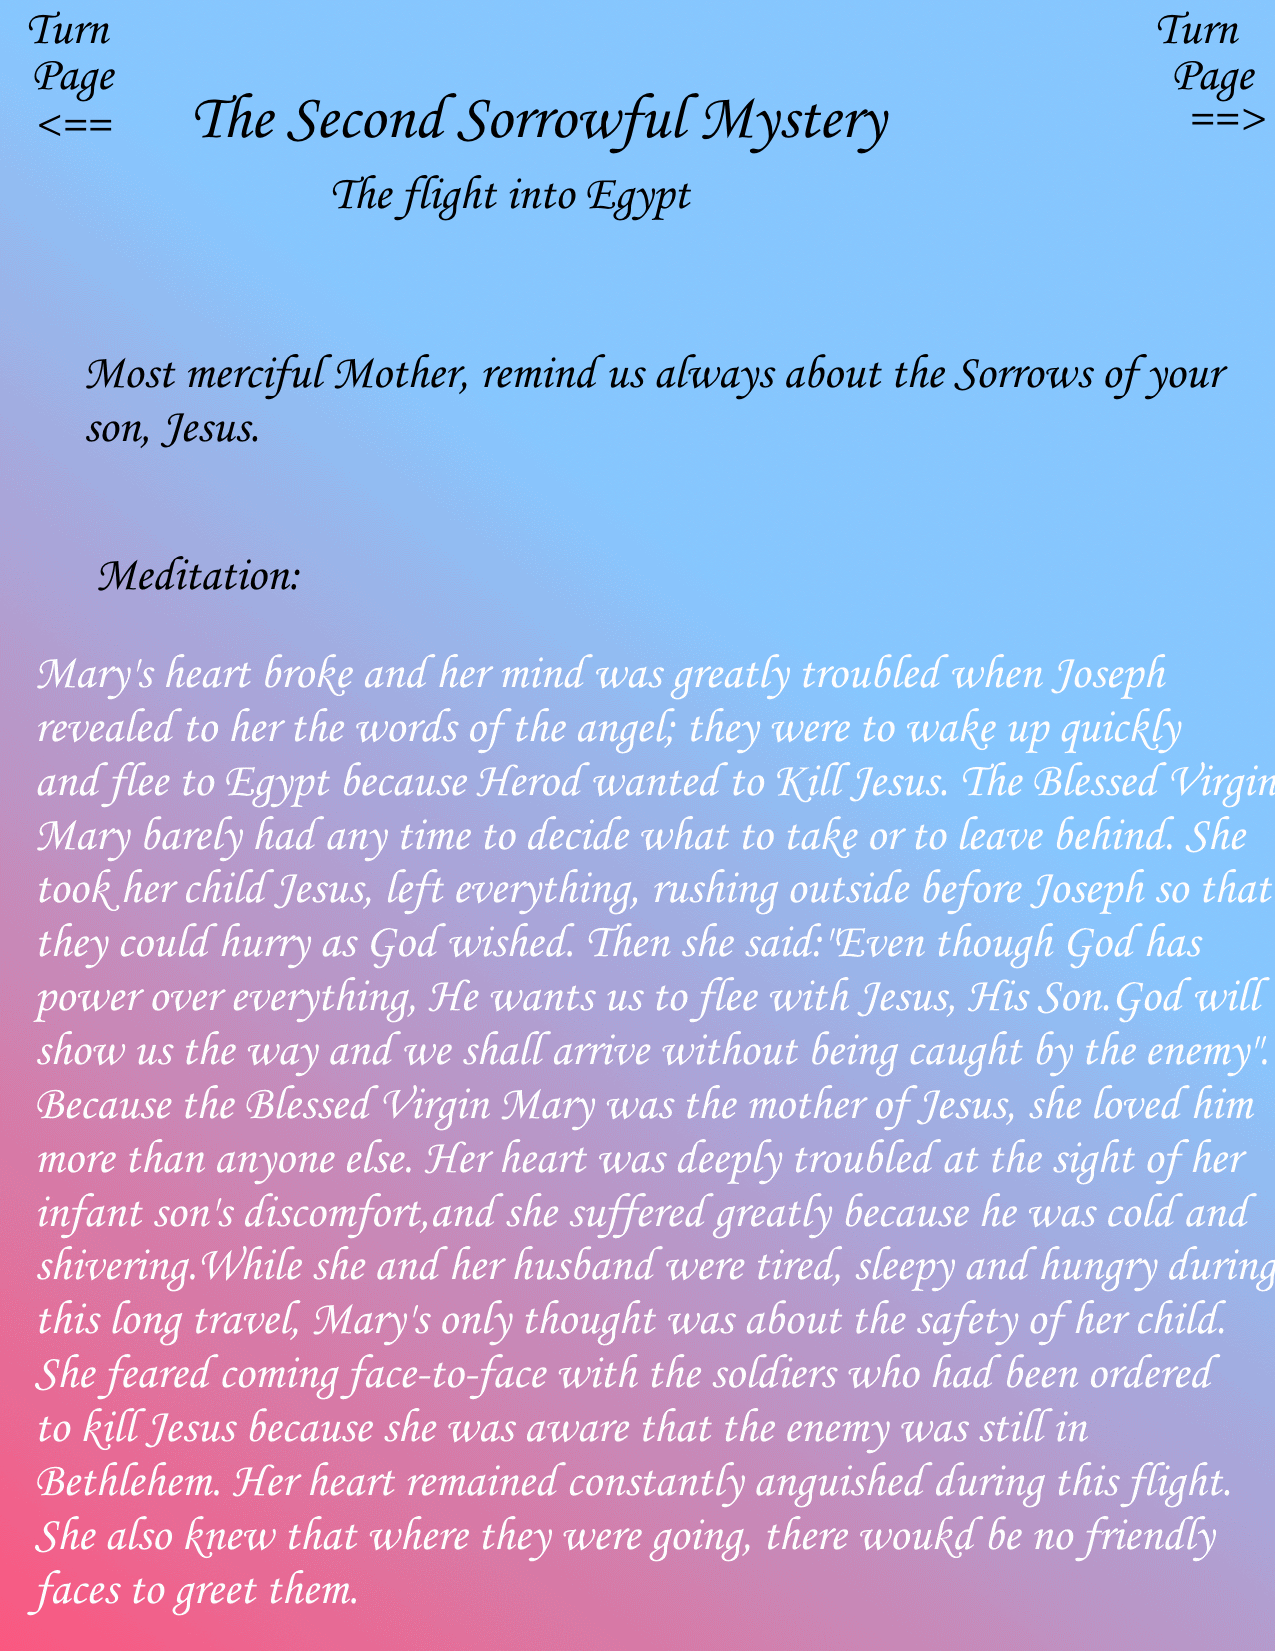 Turn
Page
<==
Turn
Page
==>
The Second Sorrowful Mystery
The flight into Egypt
Most merciful Mother, remind us always about the Sorrows of your
son, Jesus.
Meditation:
Mary's heart broke and her mind was greatly troubled when Joseph
revealed to her the words of the angel; they were to wake up quickly
and flee to Egypt because Herod wanted to Kill Jesus. The Blessed Virgin
Mary barely had any time to decide what to take or to leave behind. She
took her child Jesus, left everything, rushing outside before Joseph so that
they could hurry as God wished. Then she said:"Even though God has
power over everything, He wants us to flee with Jesus, His Son.God will
show us the way and we shall arrive without being caught by the enemy".
Because the Blessed Virgin Mary was the mother of Jesus, she loved him
more than anyone else. Her heart was deeply troubled at the sight of her
infant son's discomfort,and she suffered greatly because he was cold and
shivering.While she and her husband were tired, sleepy and hungry during
this long travel, Mary's only thought was about the safety of her child.
She feared coming face-to-face with the soldiers who had been ordered
to kill Jesus because she was aware that the enemy was still in
Bethlehem. Her heart remained constantly anguished during this flight.
She also knew that where they were going, there woukd be no friendly
faces to greet them.